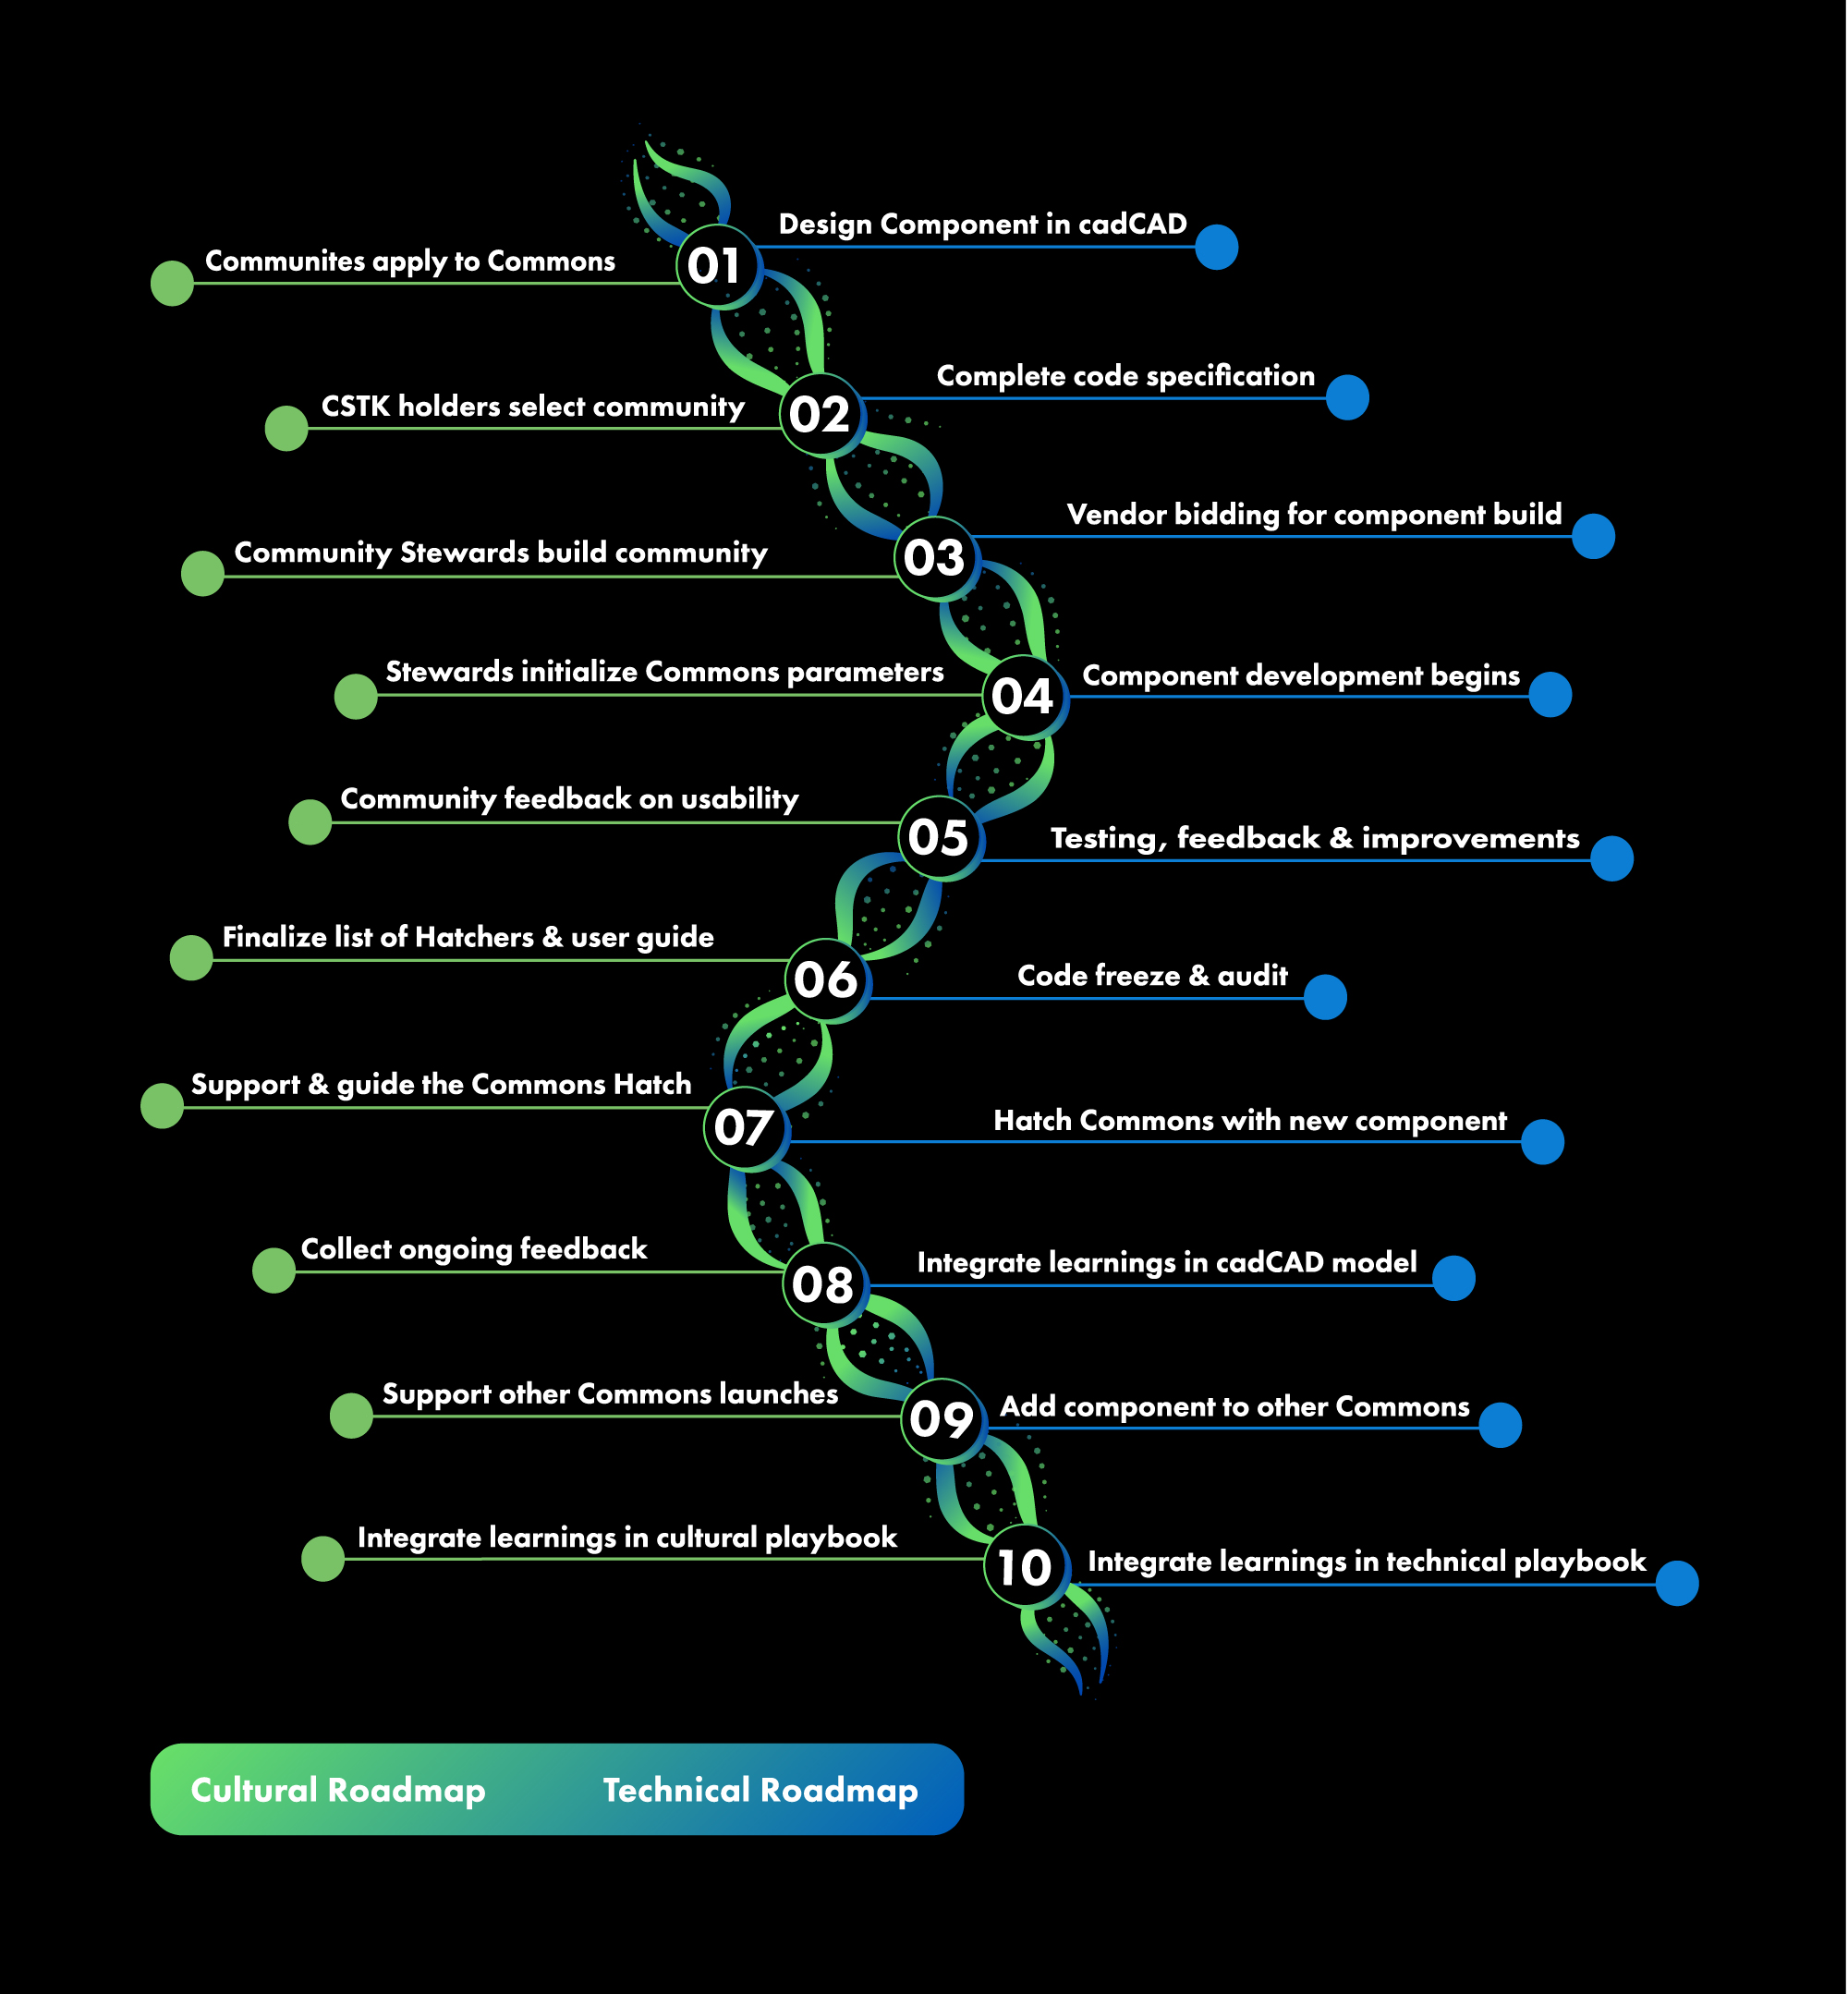 Design Component in cadCAD
Communites apply to Commons
01
Complete code specification
CSTK holders select community
02
Vendor bidding for component build
Community Stewards build community
03
Stewards initialize Commons parameters
04
Component development begins
Community feedback on usability
05
Testing, feedback & improvements
Finalize list of Hatchers & user guide
06
Code freeze & audit
Support & guide the Commons Hatch
07
Hatch Commons with new component
Collect ongoing feedback
08
Integrate learnings in cadCAD model
Support other Commons launches
09
Add component to other Commons
Integrate learnings in cultural playbook
10
Integrate learnings in technical playbook
Cultural Roadmap
Technical Roadmap